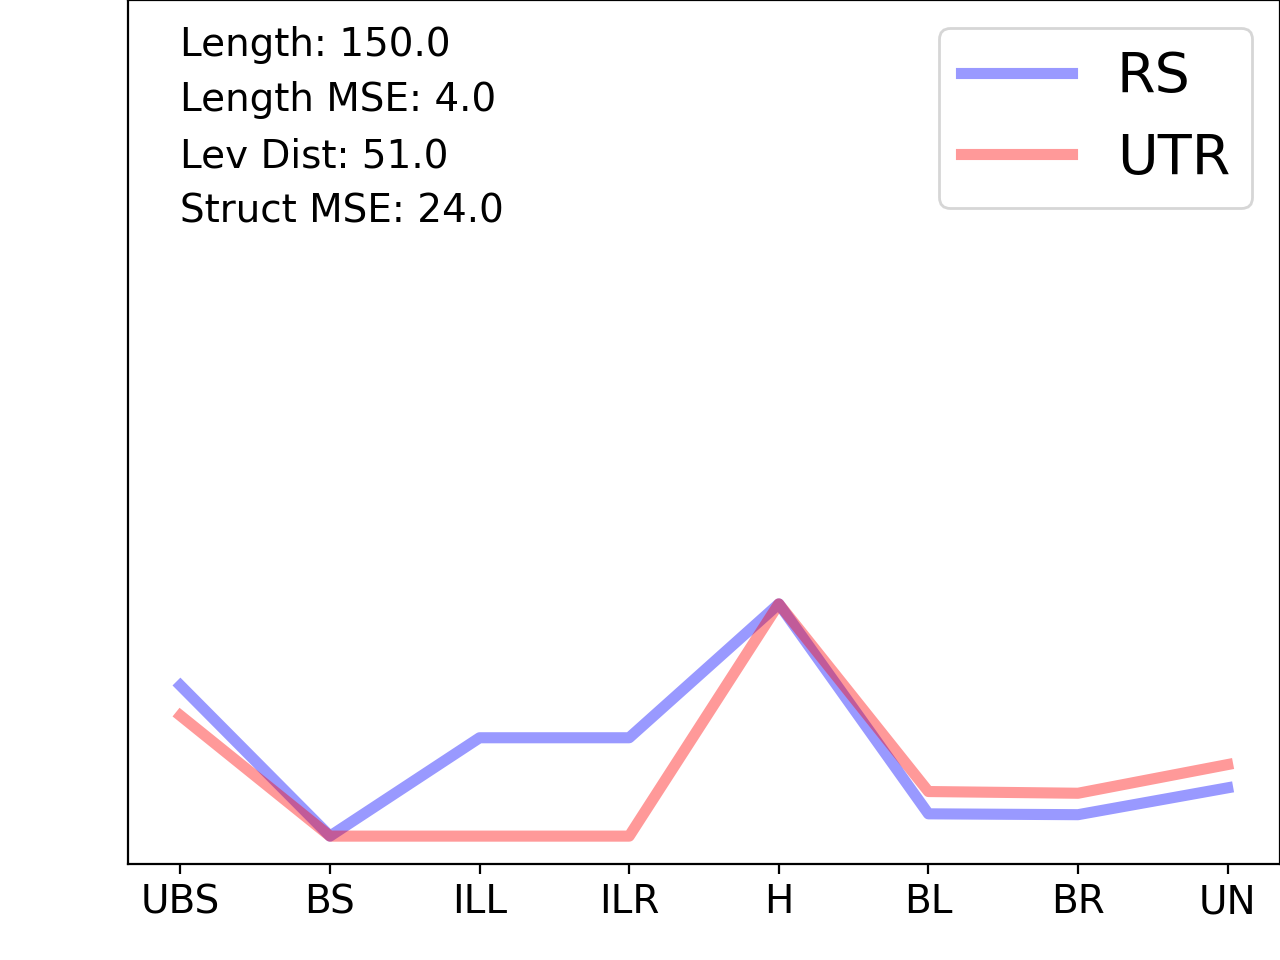 Length: 150.0
Length MSE: 4.0
Lev Dist: 51.0
Struct MSE: 24.0
RS
UTR
UBS BS ILL ILR H BL BR UN